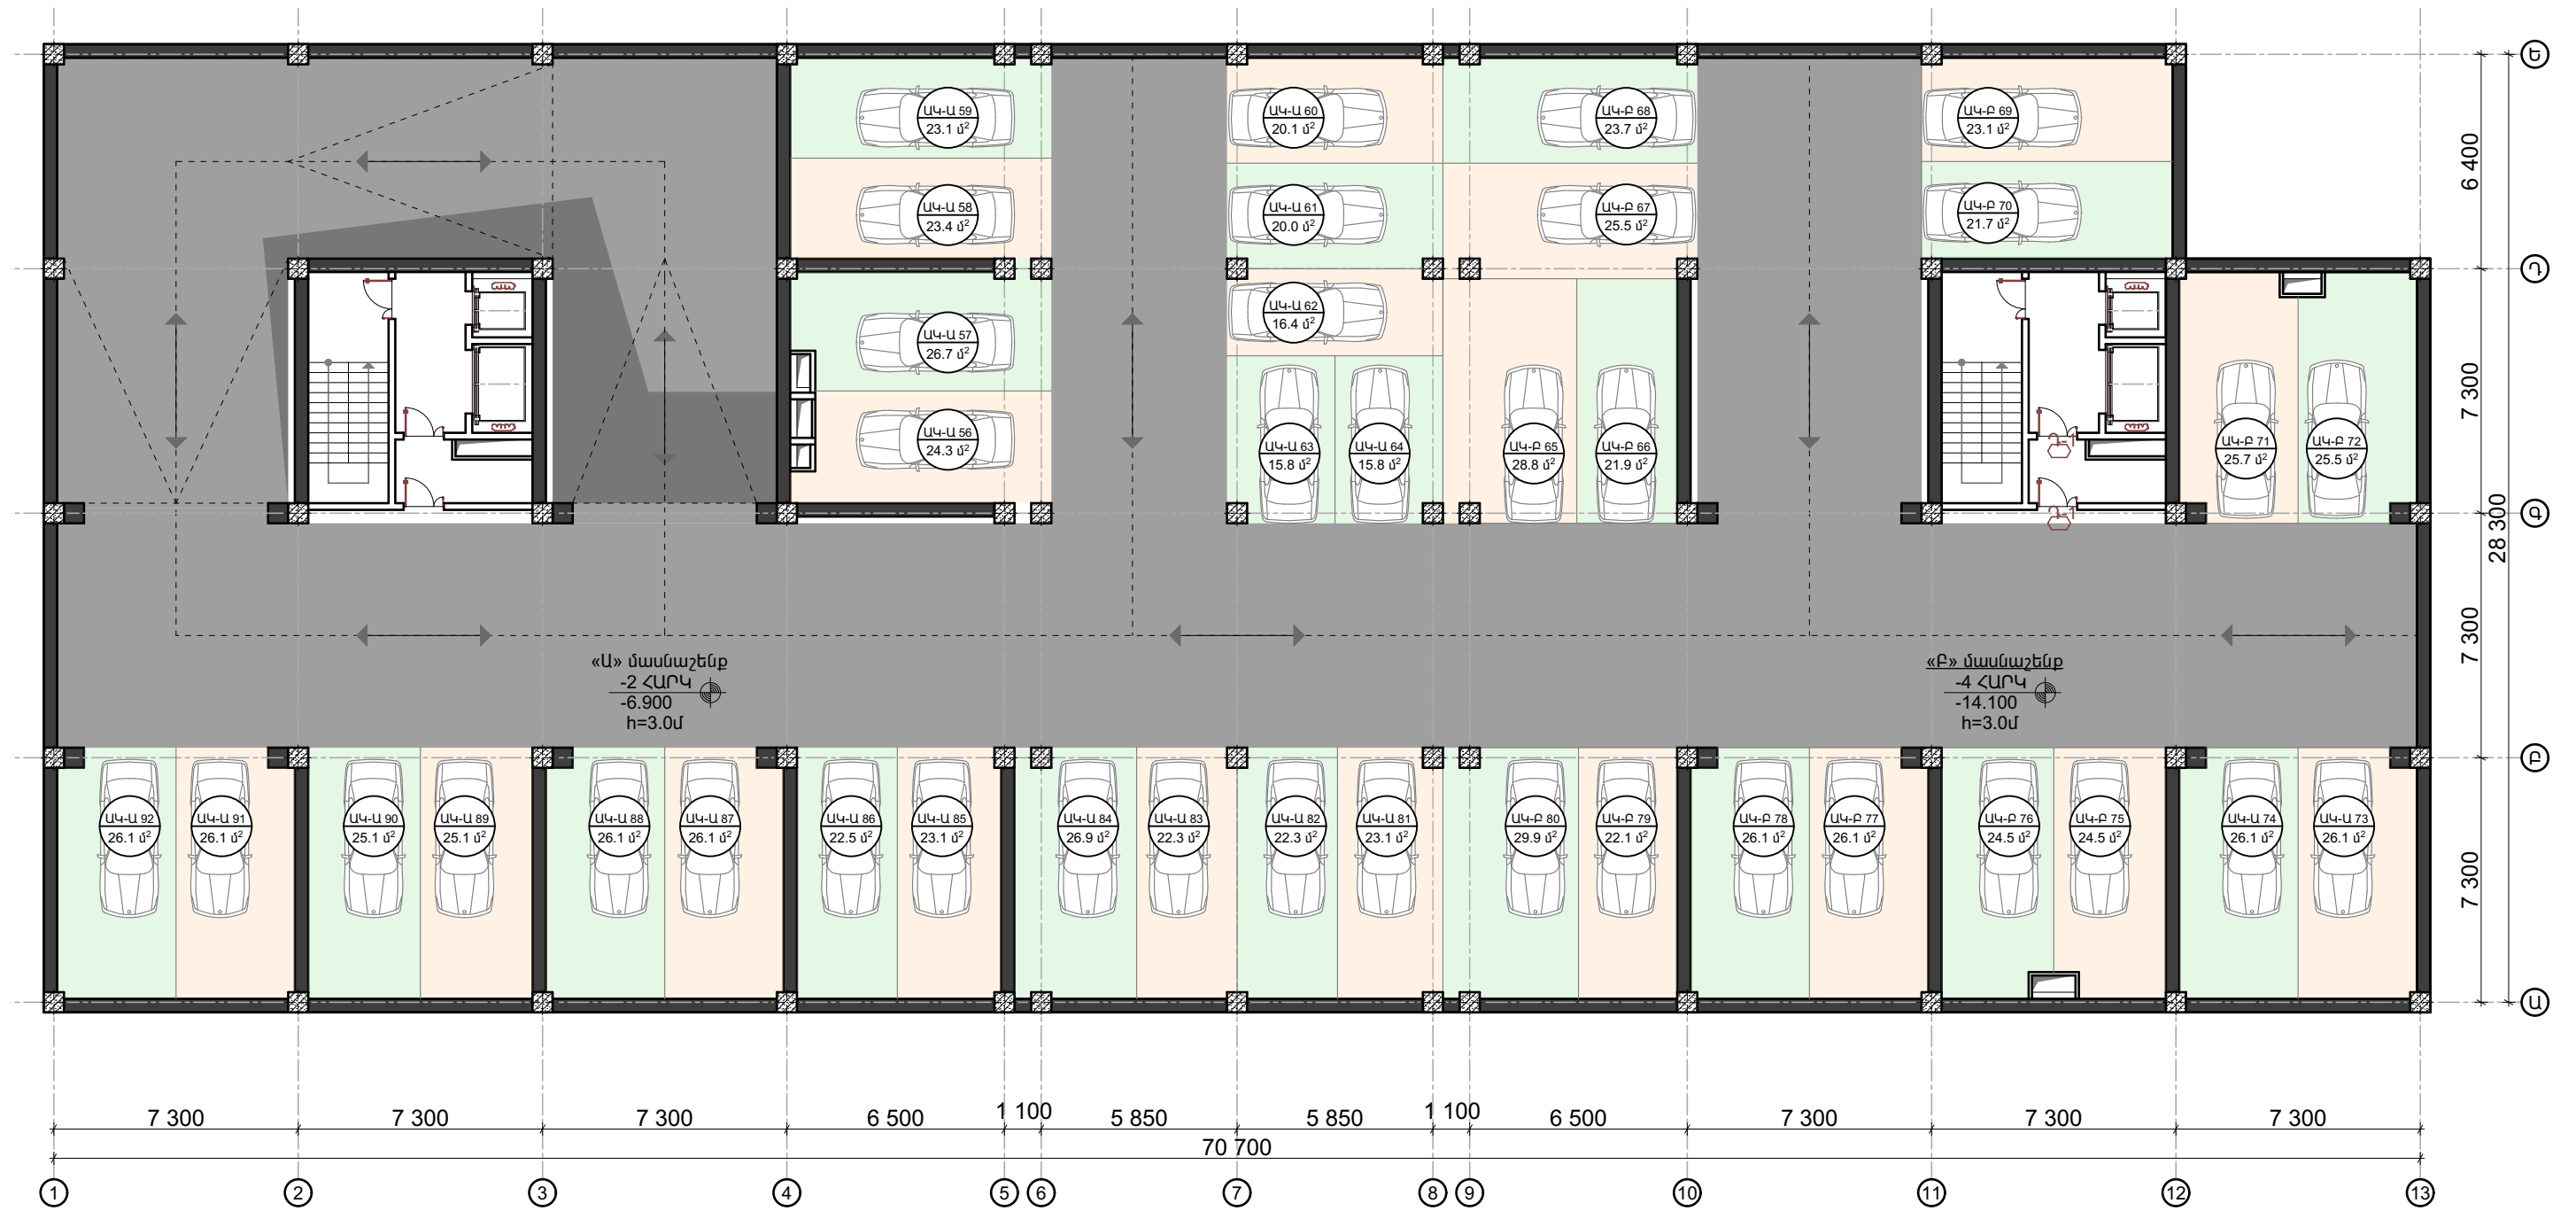 Ե
ԱԿ-Ա 59
23.1 մ²
ԱԿ-Ա 60
20.1 մ²
ԱԿ-Բ 68
23.7 մ²
ԱԿ-Բ 69
23.1 մ²
6 400
ԱԿ-Ա 58
23.4 մ²
ԱԿ-Ա 61
20.0 մ²
ԱԿ-Բ 67
25.5 մ²
ԱԿ-Բ 70
21.7 մ²
Դ
ԱԿ-Ա 62
16.4 մ²
ԱԿ-Ա 57
26.7 մ²
7 300
ԱԿ-Ա 56
24.3 մ²
ԱԿ-Ա 63
15.8 մ²
ԱԿ-Ա 64
15.8 մ²
ԱԿ-Բ 65
28.8 մ²
ԱԿ-Բ 66
21.9 մ²
ԱԿ-Բ 71
25.7 մ²
ԱԿ-Բ 72
25.5 մ²
Գ
28 300
7 300
«Ա» մասնաշենք
-2 ՀԱՐԿ
-6.900
h=3.0մ
«Բ» մասնաշենք
-4 ՀԱՐԿ
-14.100
h=3.0մ
Բ
ԱԿ-Ա 92
26.1 մ²
ԱԿ-Ա 91
26.1 մ²
ԱԿ-Ա 90
25.1 մ²
ԱԿ-Ա 89
25.1 մ²
ԱԿ-Ա 88
26.1 մ²
ԱԿ-Ա 87
26.1 մ²
ԱԿ-Ա 86
22.5 մ²
ԱԿ-Ա 85
23.1 մ²
ԱԿ-Ա 84
26.9 մ²
ԱԿ-Ա 83
22.3 մ²
ԱԿ-Ա 82
22.3 մ²
ԱԿ-Ա 81
23.1 մ²
ԱԿ-Բ 80
29.9 մ²
ԱԿ-Բ 79
22.1 մ²
ԱԿ-Բ 78
26.1 մ²
ԱԿ-Բ 77
26.1 մ²
ԱԿ-Բ 76
24.5 մ²
ԱԿ-Բ 75
24.5 մ²
ԱԿ-Ա 74
26.1 մ²
ԱԿ-Ա 73
26.1 մ²
7 300
Ա
7 300 7 300 7 300 6 500 1 100 5 850 5 850 1 100 6 500 7 300 7 300 7 300
70 700
1 2 3 4 5 6 7 8 9 10 11 12 13